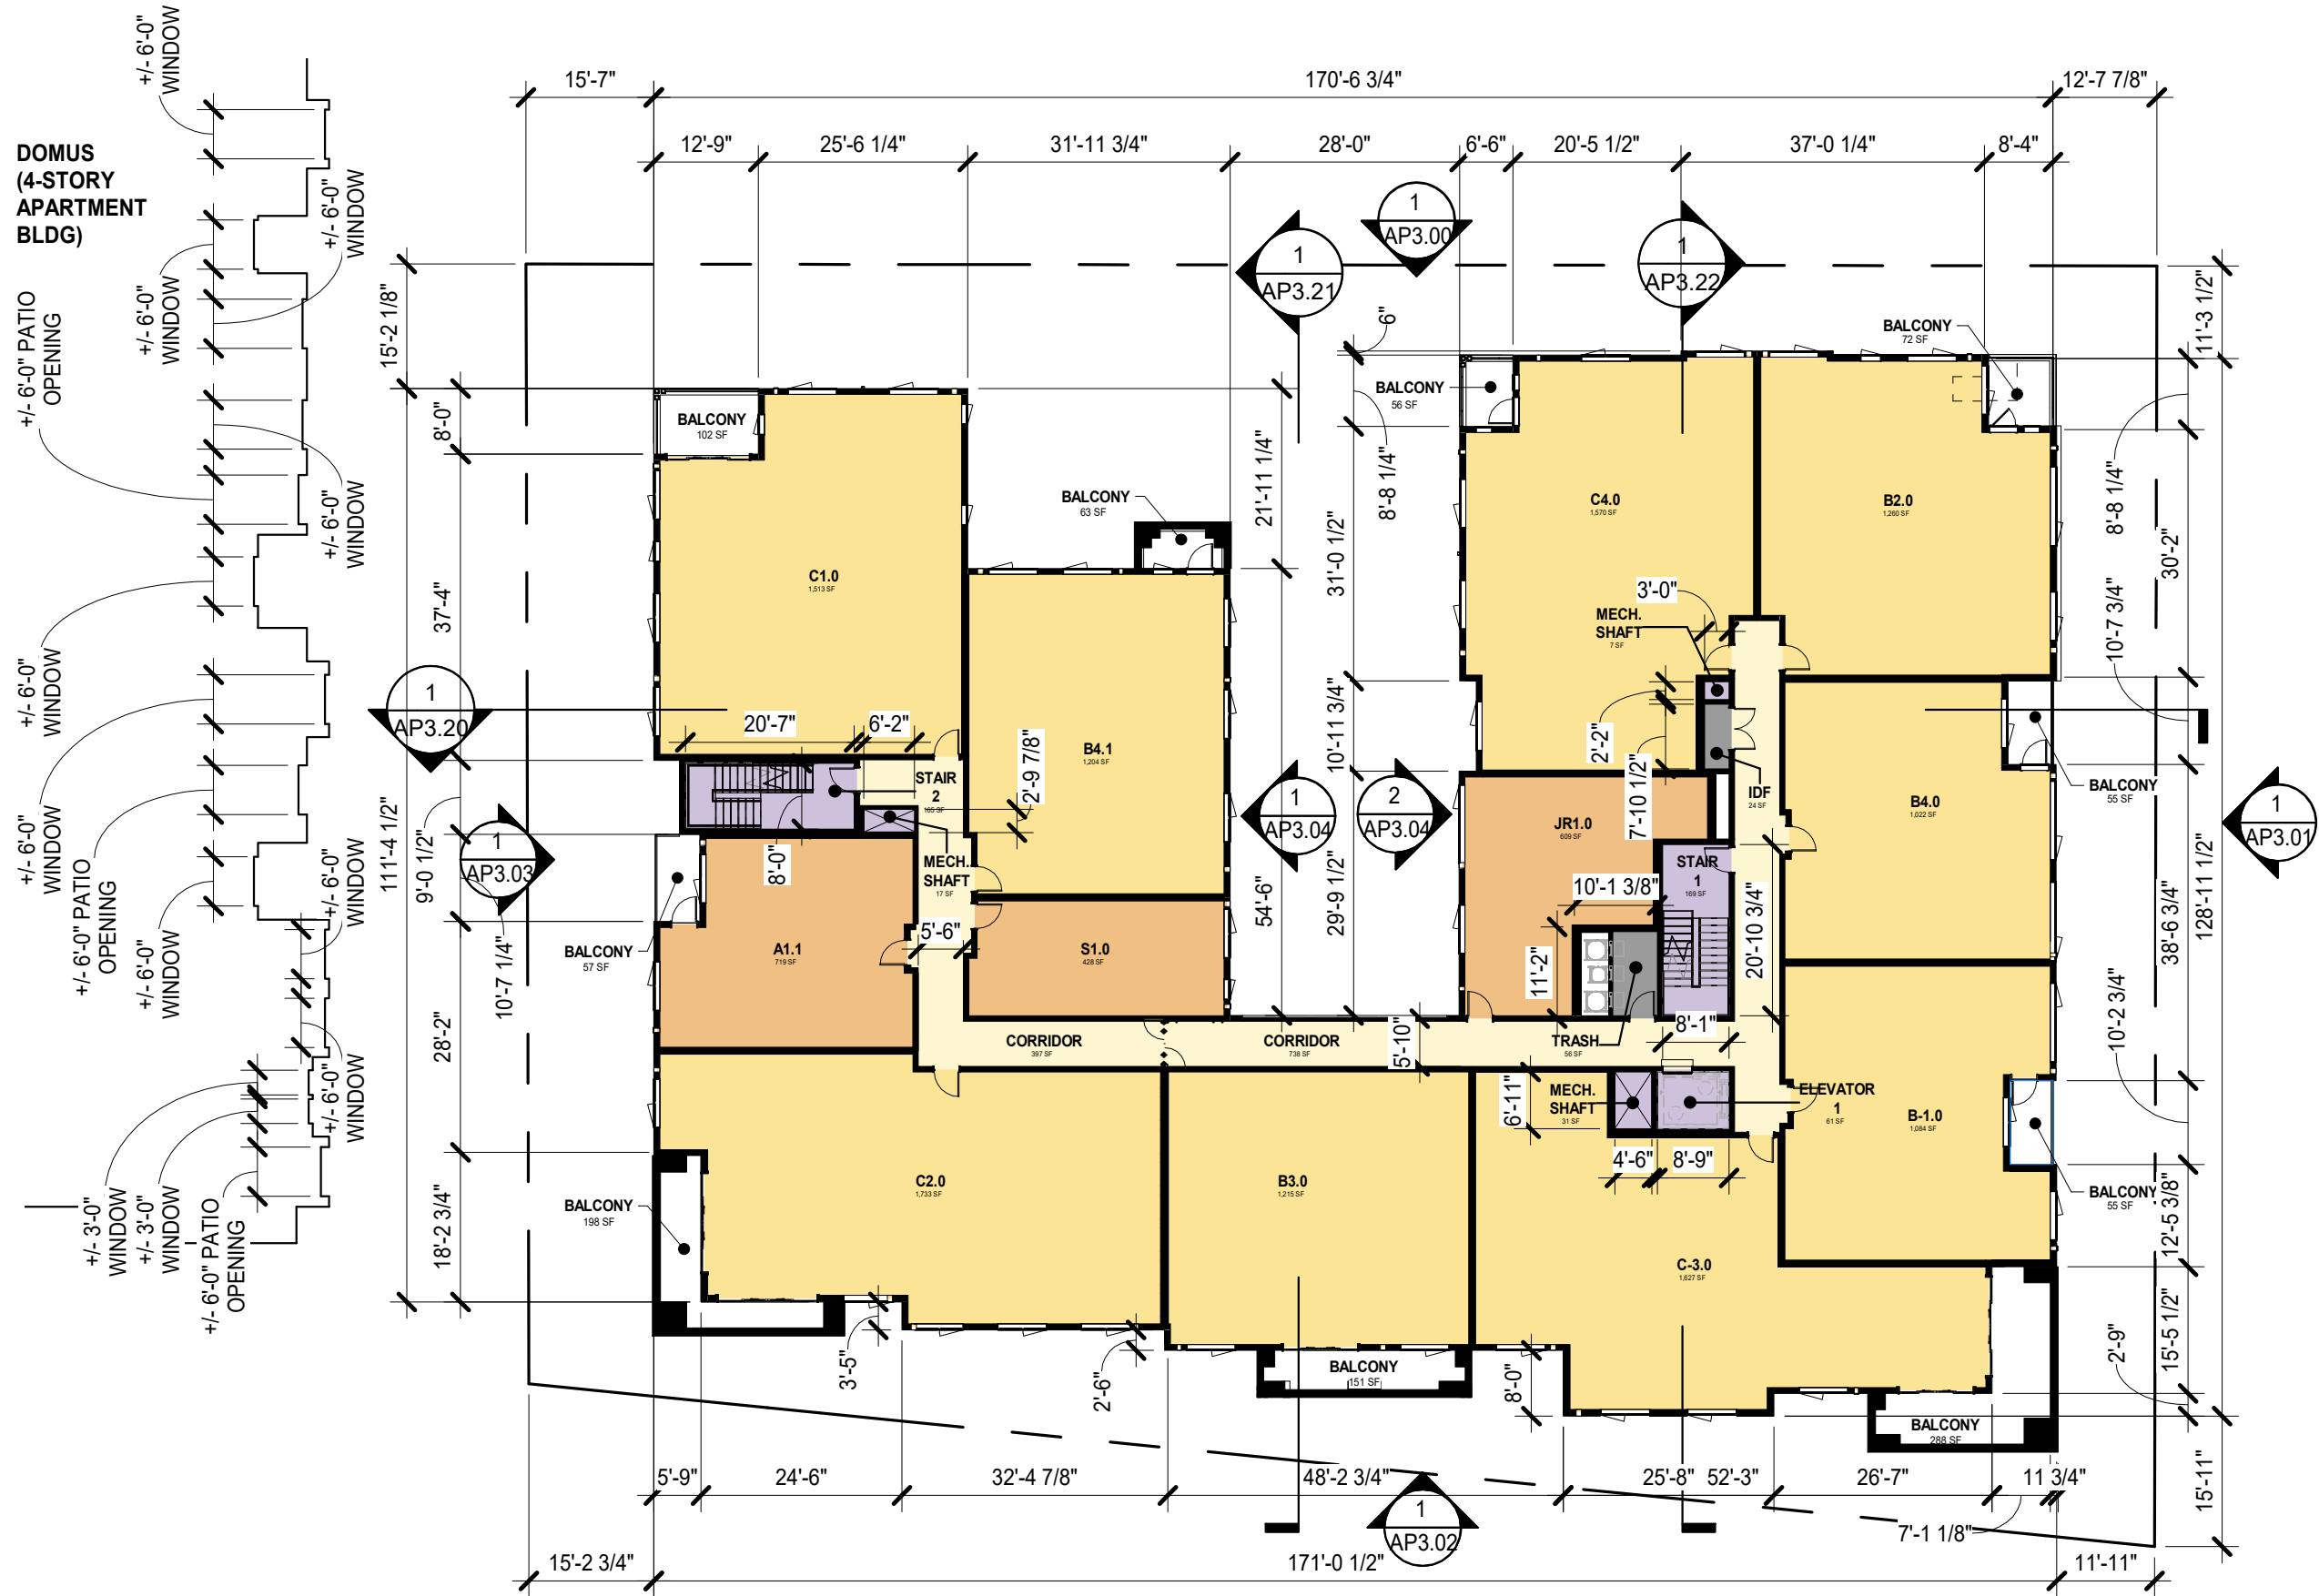 +/- 6'-0"
WINDOW
DOMUS
(4-STORY
APARTMENT
BLDG)
+/- 6'-0"
WINDOW
+/- 6'-0"
WINDOW
+/- 6'-0" PATIO
OPENING
+/- 6'-0"
WINDOW
+/- 6'-0"
WINDOW
+/- 6'-0" PATIO
OPENING
+/- 6'-0"
WINDOW
+/- 6'-0"
WINDOW
+/- 6'-0"
WINDOW
+/- 3'-0"
WINDOW
+/- 3'-0"
WINDOW
+/- 6'-0" PATIO
OPENING
15'-7"
170'-6 3/4"
12'-7 7/8"
12'-9"
25'-6 1/4"
31'-11 3/4"
28'-0"
6'-6"
20'-5 1/2"
37'-0 1/4"
8'-4"
1
AP3.00
1
AP3.21
1
AP3.22
15'-2 1/8"
8'-0"
37'-4"
111'-4 1/2"
9'-0 1/2"
10'-7 1/4"
28'-2"
18'-2 3/4"
1
AP3.20
1
AP3.03
6"
8'-8 1/4"
21'-11 1/4"
31'-0 1/2"
10'-11 3/4"
54'-6"
29'-9 1/2"
11'-3 1/2"
8'-8 1/4"
30'-2"
10'-7 3/4"
128'-11 1/2"
38'-6 3/4"
10'-2 3/4"
12'-5 3/8"
15'-5 1/2"
2'-9"
15'-11"
1
AP3.01
BALCONY
102 SF
BALCONY
63 SF
BALCONY
56 SF
BALCONY
72 SF
C1.0
1,513 SF
C4.0
1,570 SF
B2.0
1,260 SF
3'-0"
MECH.
SHAFT
7 SF
20'-7"
6'-2"
B4.1
1,204 SF
2'-9 7/8"
STAIR
2
165 SF
8'-0"
MECH.
SHAFT
17 SF
2'-2"
7'-10 1/2"
IDF
24 SF
B4.0
1,022 SF
BALCONY
55 SF
1
AP3.04
2
AP3.04
JR1.0
609 SF
STAIR
1
169 SF
10'-1 3/8"
20'-10 3/4"
11'-2"
A1.1
719 SF
BALCONY
57 SF
5'-6"
S1.0
428 SF
CORRIDOR
397 SF
CORRIDOR
738 SF
5'-10"
TRASH
56 SF
8'-1"
6'-11"
MECH.
SHAFT
31 SF
ELEVATOR
1
61 SF
B-1.0
1,084 SF
4'-6"
8'-9"
BALCONY
198 SF
C2.0
1,733 SF
B3.0
1,215 SF
BALCONY
55 SF
C-3.0
1,627 SF
3'-5"
2'-6"
BALCONY
151 SF
8'-0"
BALCONY
288 SF
5'-9"
24'-6"
32'-4 7/8"
48'-2 3/4"
25'-8"
52'-3"
26'-7"
11 3/4"
1
AP3.02
7'-1 1/8"
15'-2 3/4"
171'-0 1/2"
11'-11"